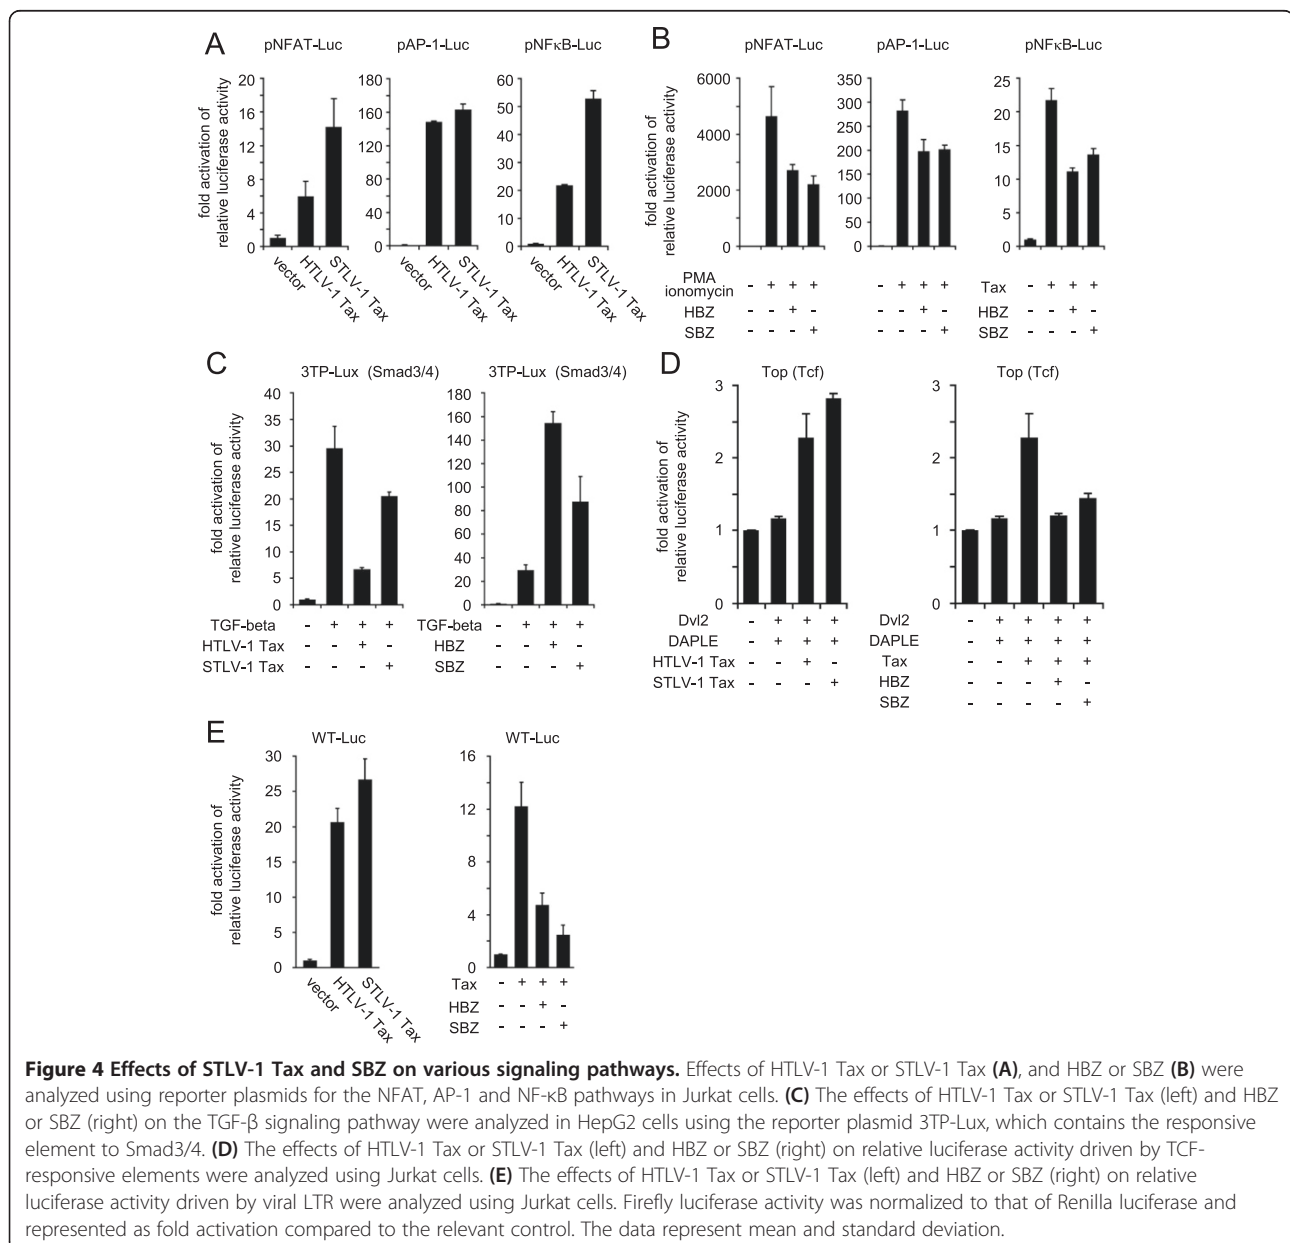 A
pNFAT-Luc
pAP-1-Luc
pNFκB-Luc
fold activation of
relative luciferase activity
20
16
12
8
4
0
vector
HTLV-1 Tax
STLV-1 Tax
180
160
120
80
40
0
vector
HTLV-1 Tax
STLV-1 Tax
60
50
40
30
20
10
0
vector
HTLV-1 Tax
STLV-1 Tax
B
pNFAT-Luc
pAP-1-Luc
pNFκB-Luc
fold activation of
relative luciferase activity
6000
4000
2000
0
350
300
250
200
150
100
50
0
25
20
15
10
5
0
PMA
ionomycin - + + + - + + + Tax - + + +
HBZ - - + - - - + - HBZ - - + -
SBZ - - - + - - - + SBZ - - - +
C
3TP-Lux (Smad3/4)
3TP-Lux (Smad3/4)
fold activation of
relative luciferase activity
40
35
30
25
20
15
10
5
0
180
160
140
120
100
80
60
40
20
0
TGF-beta - + + + TGF-beta - + + +
HTLV-1 Tax - - + - HBZ - - + -
STLV-1 Tax - - - + SBZ - - - +
D
Top (Tcf)
Top (Tcf)
fold activation of
relative luciferase activity
3
2
1
0
3
2
1
0
Dvl2 - + + + Dvl2 - + + + +
DAPLE - + + + DAPLE - + + + +
HTLV-1 Tax - - + - Tax - - + + +
STLV-1 Tax - - - + HBZ - - - + -
SBZ - - - - +
E
WT-Luc
WT-Luc
fold activation of
relative luciferase activity
30
25
20
15
10
5
0
vector
HTLV-1 Tax
STLV-1 Tax
16
12
8
4
0
Tax - + + +
HBZ - - + -
SBZ - - - +
Figure 4 Effects of STLV-1 Tax and SBZ on various signaling pathways. Effects of HTLV-1 Tax or STLV-1 Tax (A), and HBZ or SBZ (B) were
analyzed using reporter plasmids for the NFAT, AP-1 and NF-κB pathways in Jurkat cells. (C) The effects of HTLV-1 Tax or STLV-1 Tax (left) and HBZ
or SBZ (right) on the TGF-β signaling pathway were analyzed in HepG2 cells using the reporter plasmid 3TP-Lux, which contains the responsive
element to Smad3/4. (D) The effects of HTLV-1 Tax or STLV-1 Tax (left) and HBZ or SBZ (right) on relative luciferase activity driven by TCF-
responsive elements were analyzed using Jurkat cells. (E) The effects of HTLV-1 Tax or STLV-1 Tax (left) and HBZ or SBZ (right) on relative
luciferase activity driven by viral LTR were analyzed using Jurkat cells. Firefly luciferase activity was normalized to that of Renilla luciferase and
represented as fold activation compared to the relevant control. The data represent mean and standard deviation.